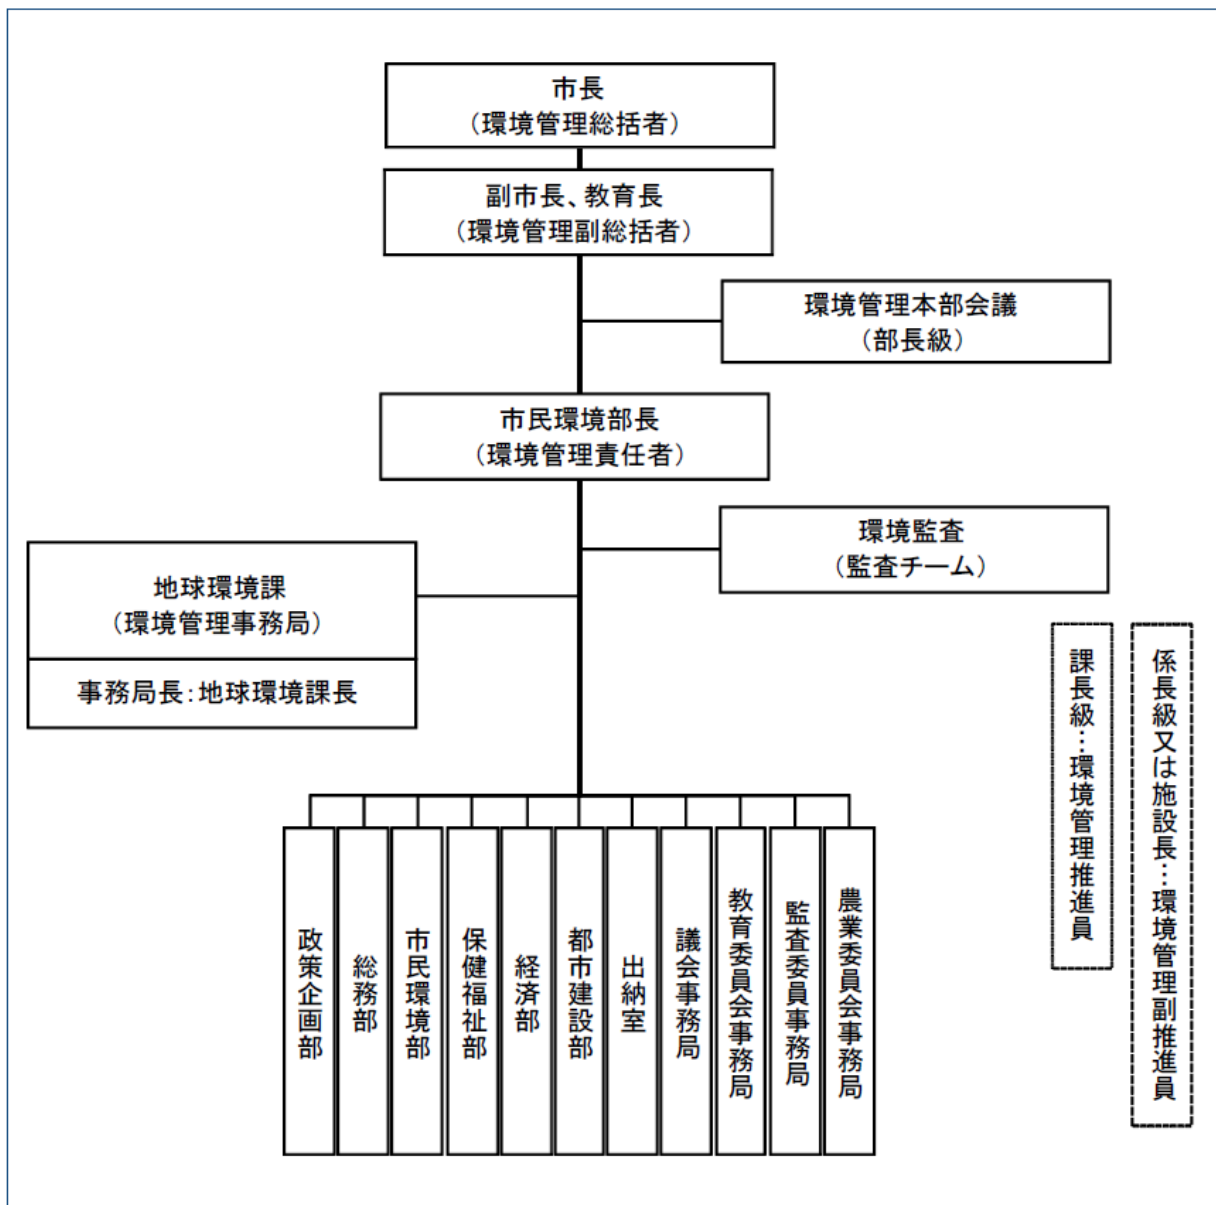 市長
（環境管理総括者）
副市長、教育長
（環境管理副総括者）
環境管理本部会議
（部長級）
市民環境部長
（環境管理責任者）
環境監査
（監査チーム）
地球環境課
（環境管理事務局）
事務局長：地球環境課長
課長級…環境管理推進員
係長級又は施設長…環境管理副推進員
政策企画部
総務部
市民環境部
保健福祉部
経済部
都市建設部
出納室
議会事務局
教育委員会事務局
監査委員事務局
農業委員会事務局